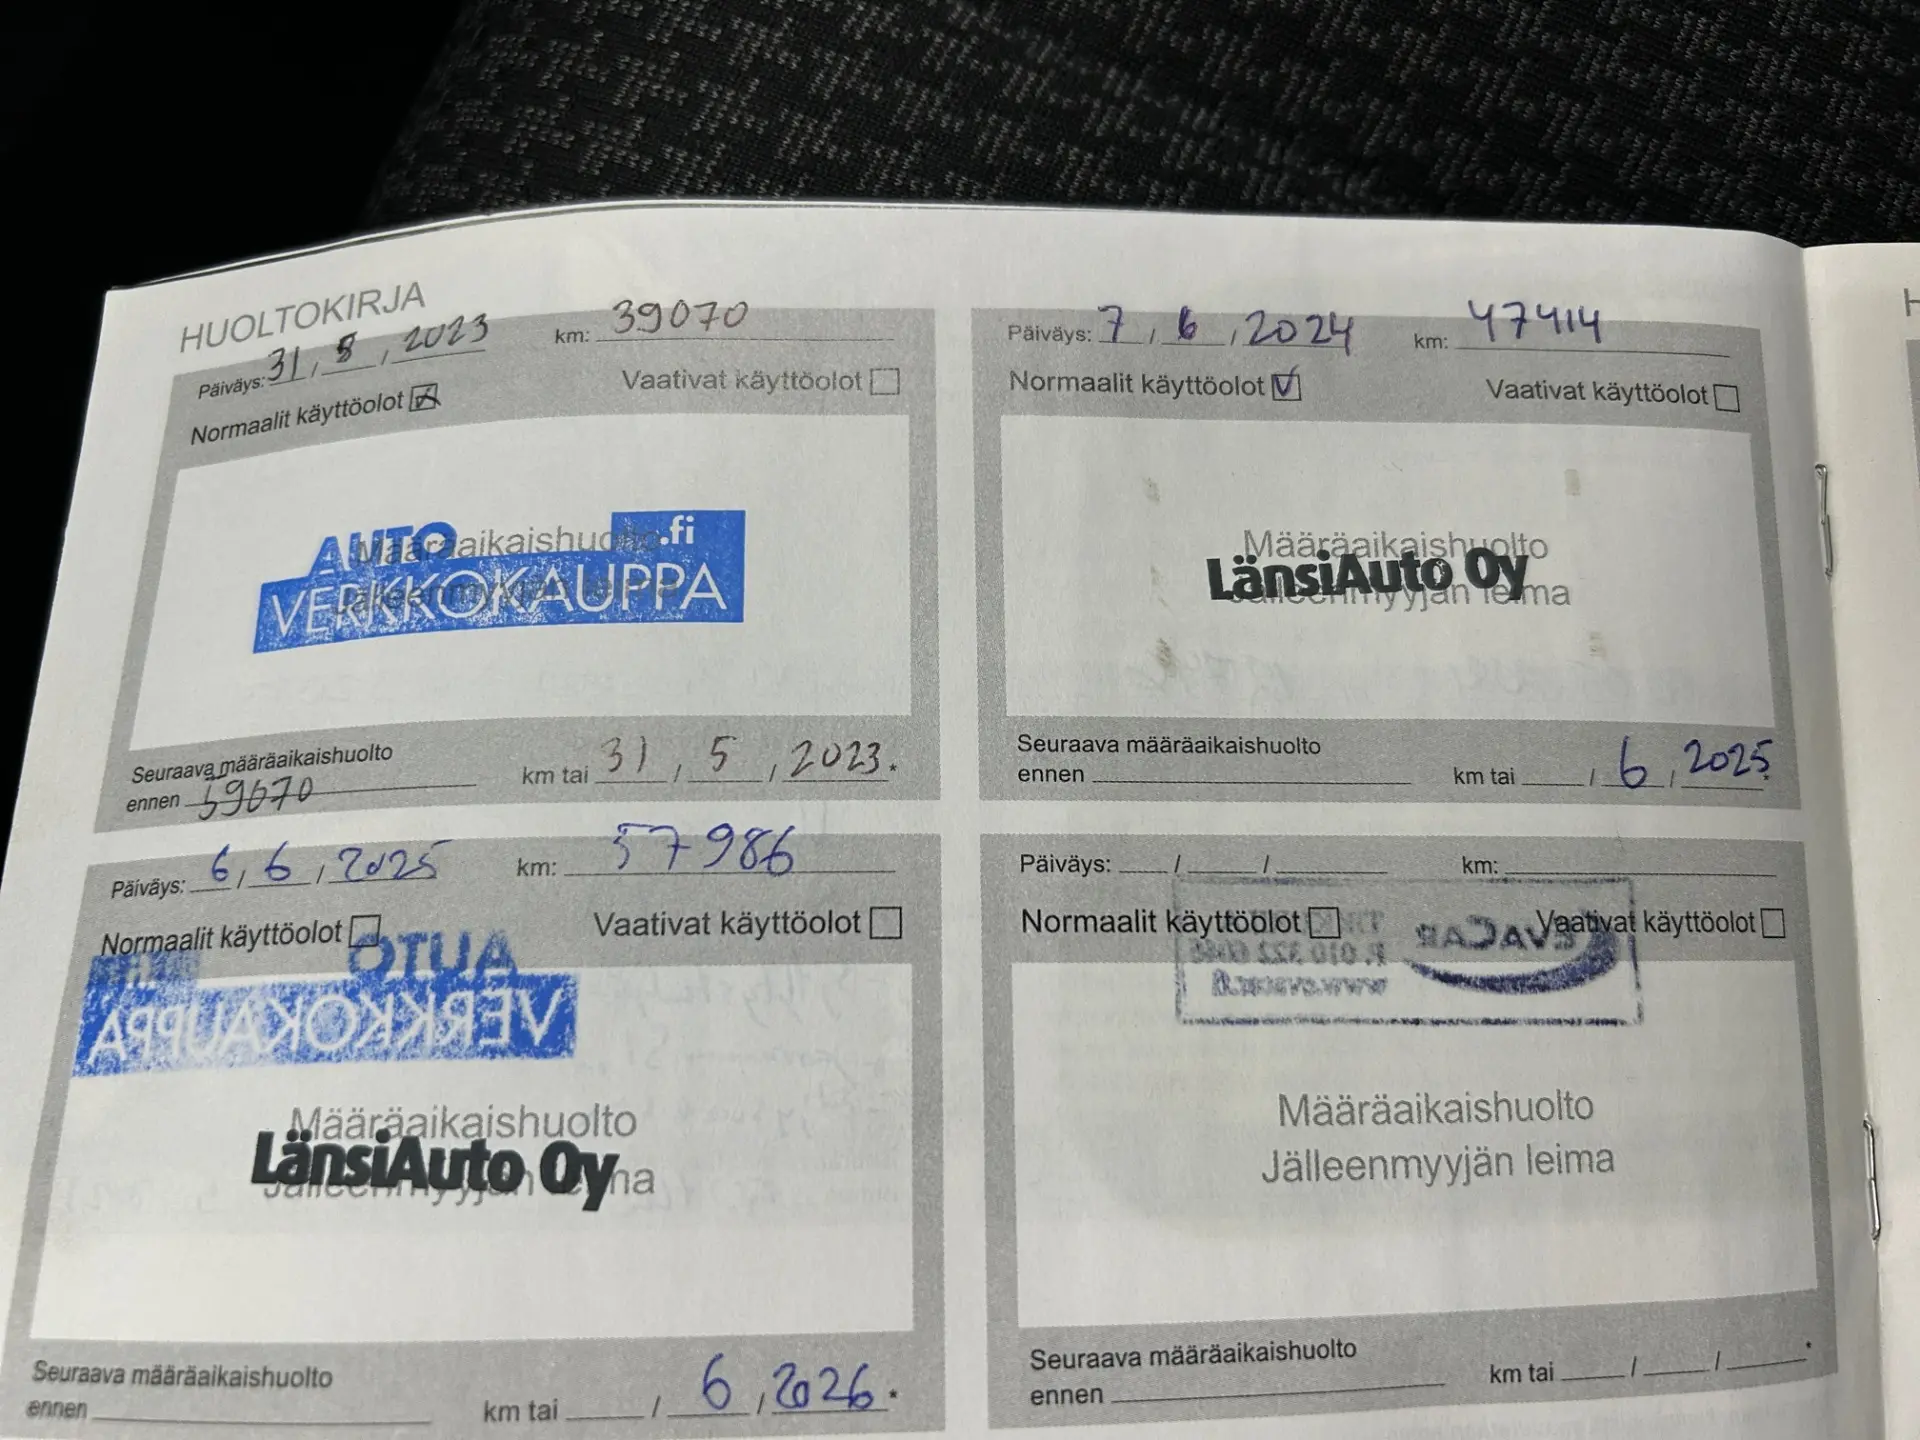 HUOLTOKIRJA
Päiväys: 31, 8, 2023 km: 39070
Normaalit käyttöolot Vaativat käyttöolot
AUTO .fi
Määräaikaishuolto
VERKKOKAUPPA
Jälleenmyyjän leima
Seuraava määräaikaishuolto
ennen 59070 km tai 31 / 5, 2023.*
Päiväys: 7, 6, 2024 km: 47414
Normaalit käyttöolot V Vaativat käyttöolot
Määräaikaishuolto
LänsiAuto Oy
Jälleenmyyjän leima
Seuraava määräaikaishuolto
ennen km tai / 6, 2025
Päiväys: 6, 6, 2025 km: 57986
Normaalit käyttöolot Vaativat käyttöolot
AUTO
VERKKOKAUPPA
Määräaikaishuolto
LänsiAuto Oy
Jälleenmyyjän leima
Seuraava määräaikaishuolto
ennen km tai / 6, 2026*
Päiväys: / / km:
Normaalit käyttöolot Vaativat käyttöolot
Määräaikaishuolto
Jälleenmyyjän leima
Seuraava määräaikaishuolto
ennen km tai / / *
H